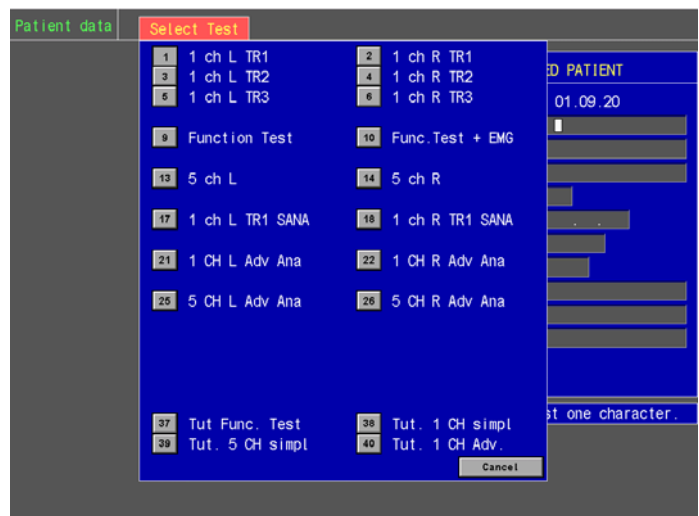 Patient data Select Test
1 1 ch L TR1 2 1 ch R TR1
3 1 ch L TR2 4 1 ch R TR2
5 1 ch L TR3 6 1 ch R TR3
9 Function Test 10 Func.Test + EMG
13 5 ch L 14 5 ch R
17 1 ch L TR1 SANA 18 1 ch R TR1 SANA
21 1 CH L Adv Ana 22 1 CH R Adv Ana
25 5 CH L Adv Ana 26 5 CH R Adv Ana
37 Tut Func. Test 38 Tut. 1 CH simpl
39 Tut. 5 CH simpl 40 Tut. 1 CH Adv.
Cancel
ED PATIENT
01.09.20
. .
st one character.